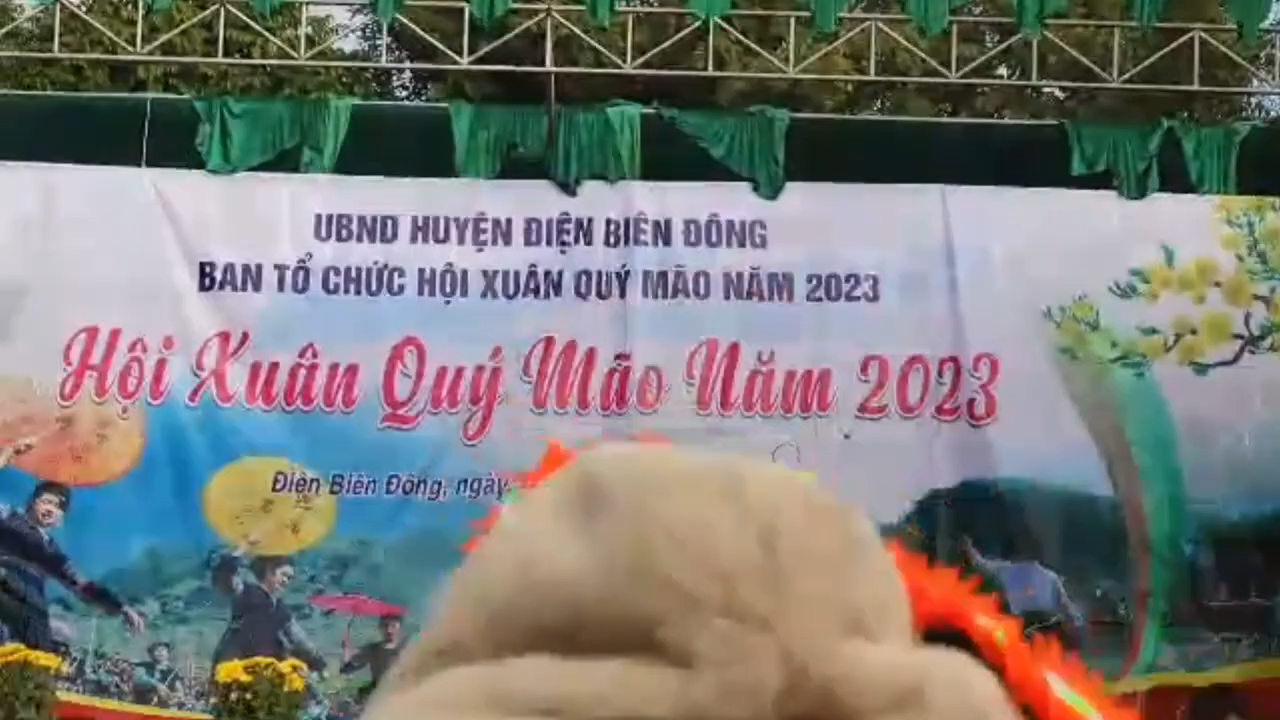 UBND HUYỆN ĐIỆN BIÊN ĐÔNG
BAN TỔ CHỨC HỘI XUÂN QUÝ MÃO NĂM 2023
Hội Xuân Quý Mão Năm 2023
Điện Biên Đông, ngày